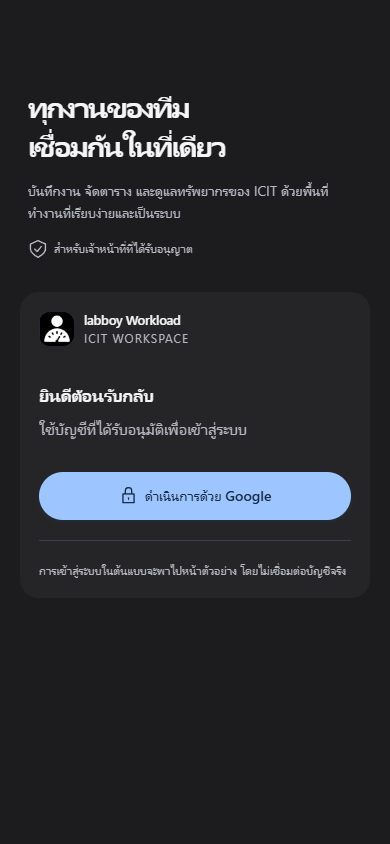 ทุกงานของทีม
เชื่อมกันในที่เดียว
บันทึกงาน จัดตาราง และดูแลทรัพยากรของ ICIT ด้วยพื้นที่
ทำงานที่เรียบง่ายและเป็นระบบ
สำหรับเจ้าหน้าที่ที่ได้รับอนุญาต
labboy Workload
ICIT WORKSPACE
ยินดีต้อนรับกลับ
ใช้บัญชีที่ได้รับอนุมัติเพื่อเข้าสู่ระบบ
ดำเนินการด้วย Google
การเข้าสู่ระบบในต้นแบบจะพาไปหน้าตัวอย่าง โดยไม่เชื่อมต่อบัญชีจริง